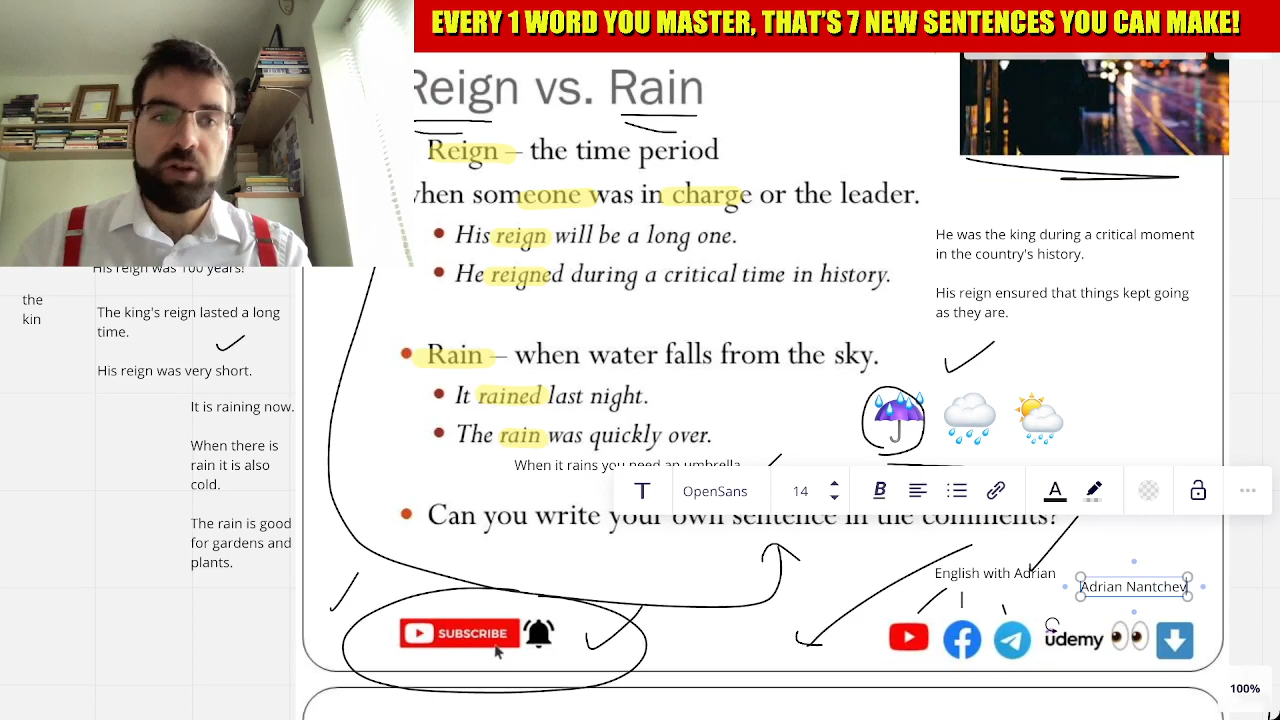 EVERY 1 WORD YOU MASTER, THAT'S 7 NEW SENTENCES YOU CAN MAKE!
Reign vs. Rain
Reign – the time period
when someone was in charge or the leader.
His reign will be a long one.
He reigned during a critical time in history.
Rain – when water falls from the sky.
It rained last night.
The rain was quickly over.
When it rains you need an umbrella
Can you write your own sentence in the comments?
He was the king during a critical moment
in the country's history.
His reign ensured that things kept going
as they are.
His reign was 100 years!
the
kin
The king's reign lasted a long
time.
His reign was very short.
It is raining now.
When there is
rain it is also
cold.
The rain is good
for gardens and
plants.
T OpenSans 14 B A
English with Adrian
Adrian Nantchev
SUBSCRIBE
udemy
100%